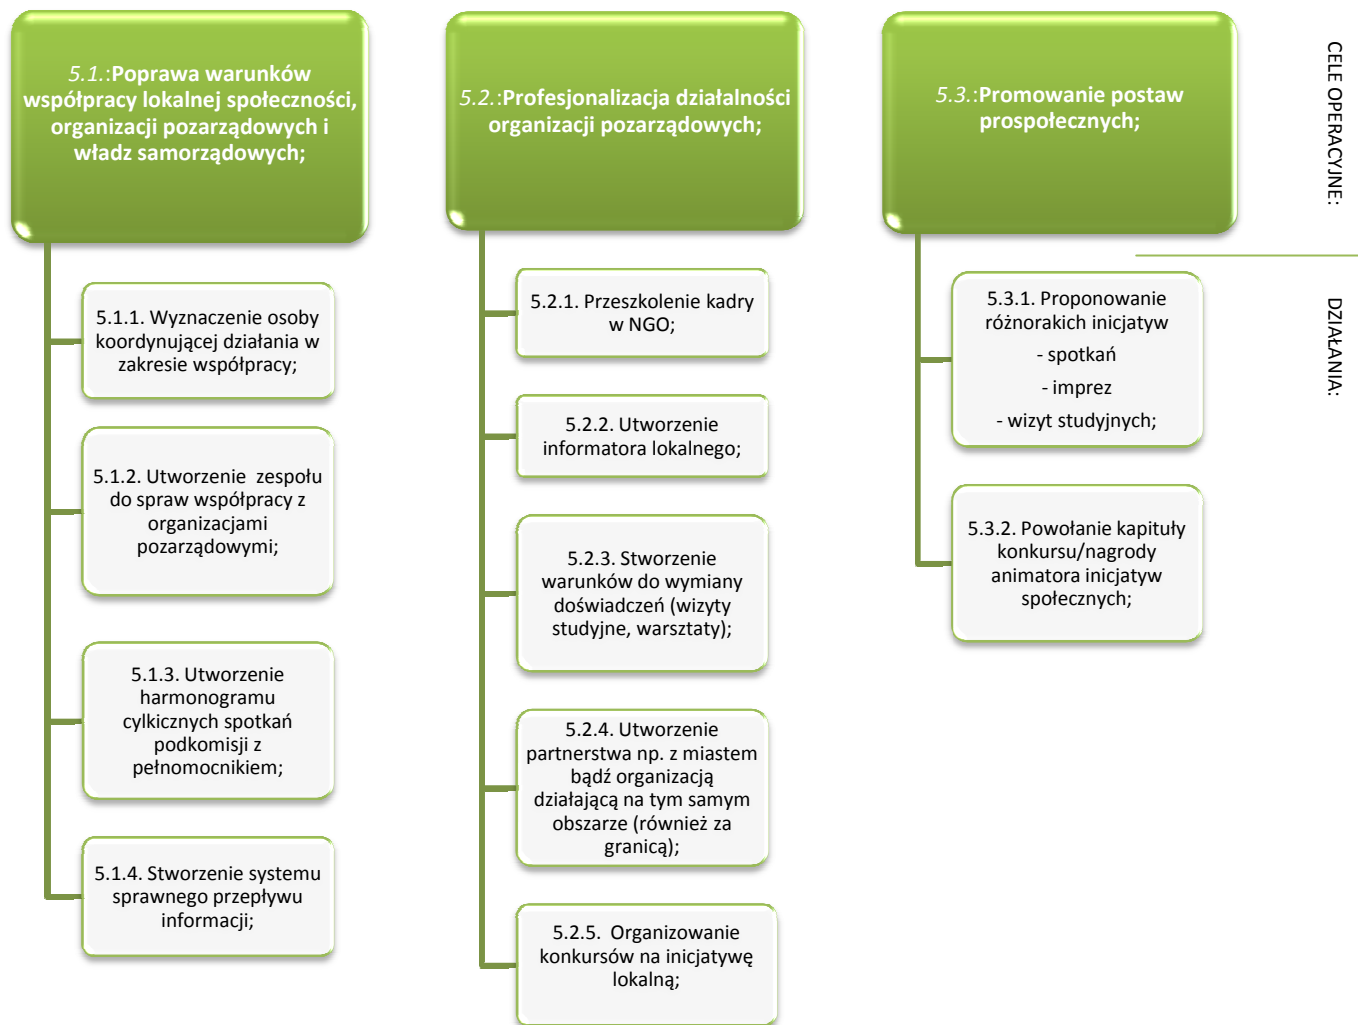 5.1.:Poprawa warunków
współpracy lokalnej społeczności,
organizacji pozarządowych i
władz samorządowych;
5.1.1. Wyznaczenie osoby
koordynującej działania w
zakresie współpracy;
5.1.2. Utworzenie zespołu
do spraw współpracy z
organizacjami
pozarządowymi;
5.1.3. Utworzenie
harmonogramu
cylkicznych spotkań
podkomisji z
pełnomocnikiem;
5.1.4. Stworzenie systemu
sprawnego przepływu
informacji;
5.2.:Profesjonalizacja działalności
organizacji pozarządowych;
5.2.1. Przeszkolenie kadry
w NGO;
5.2.2. Utworzenie
informatora lokalnego;
5.2.3. Stworzenie
warunków do wymiany
doświadczeń (wizyty
studyjne, warsztaty);
5.2.4. Utworzenie
partnerstwa np. z miastem
bądź organizacją
działającą na tym samym
obszarze (również za
granicą);
5.2.5. Organizowanie
konkursów na inicjatywę
lokalną;
5.3.:Promowanie postaw
prospołecznych;
5.3.1. Proponowanie
różnorakich inicjatyw
- spotkań
- imprez
- wizyt studyjnych;
5.3.2. Powołanie kapituły
konkursu/nagrody
animatora inicjatyw
społecznych;
CELE OPERACYJNE:
DZIAŁANIA: